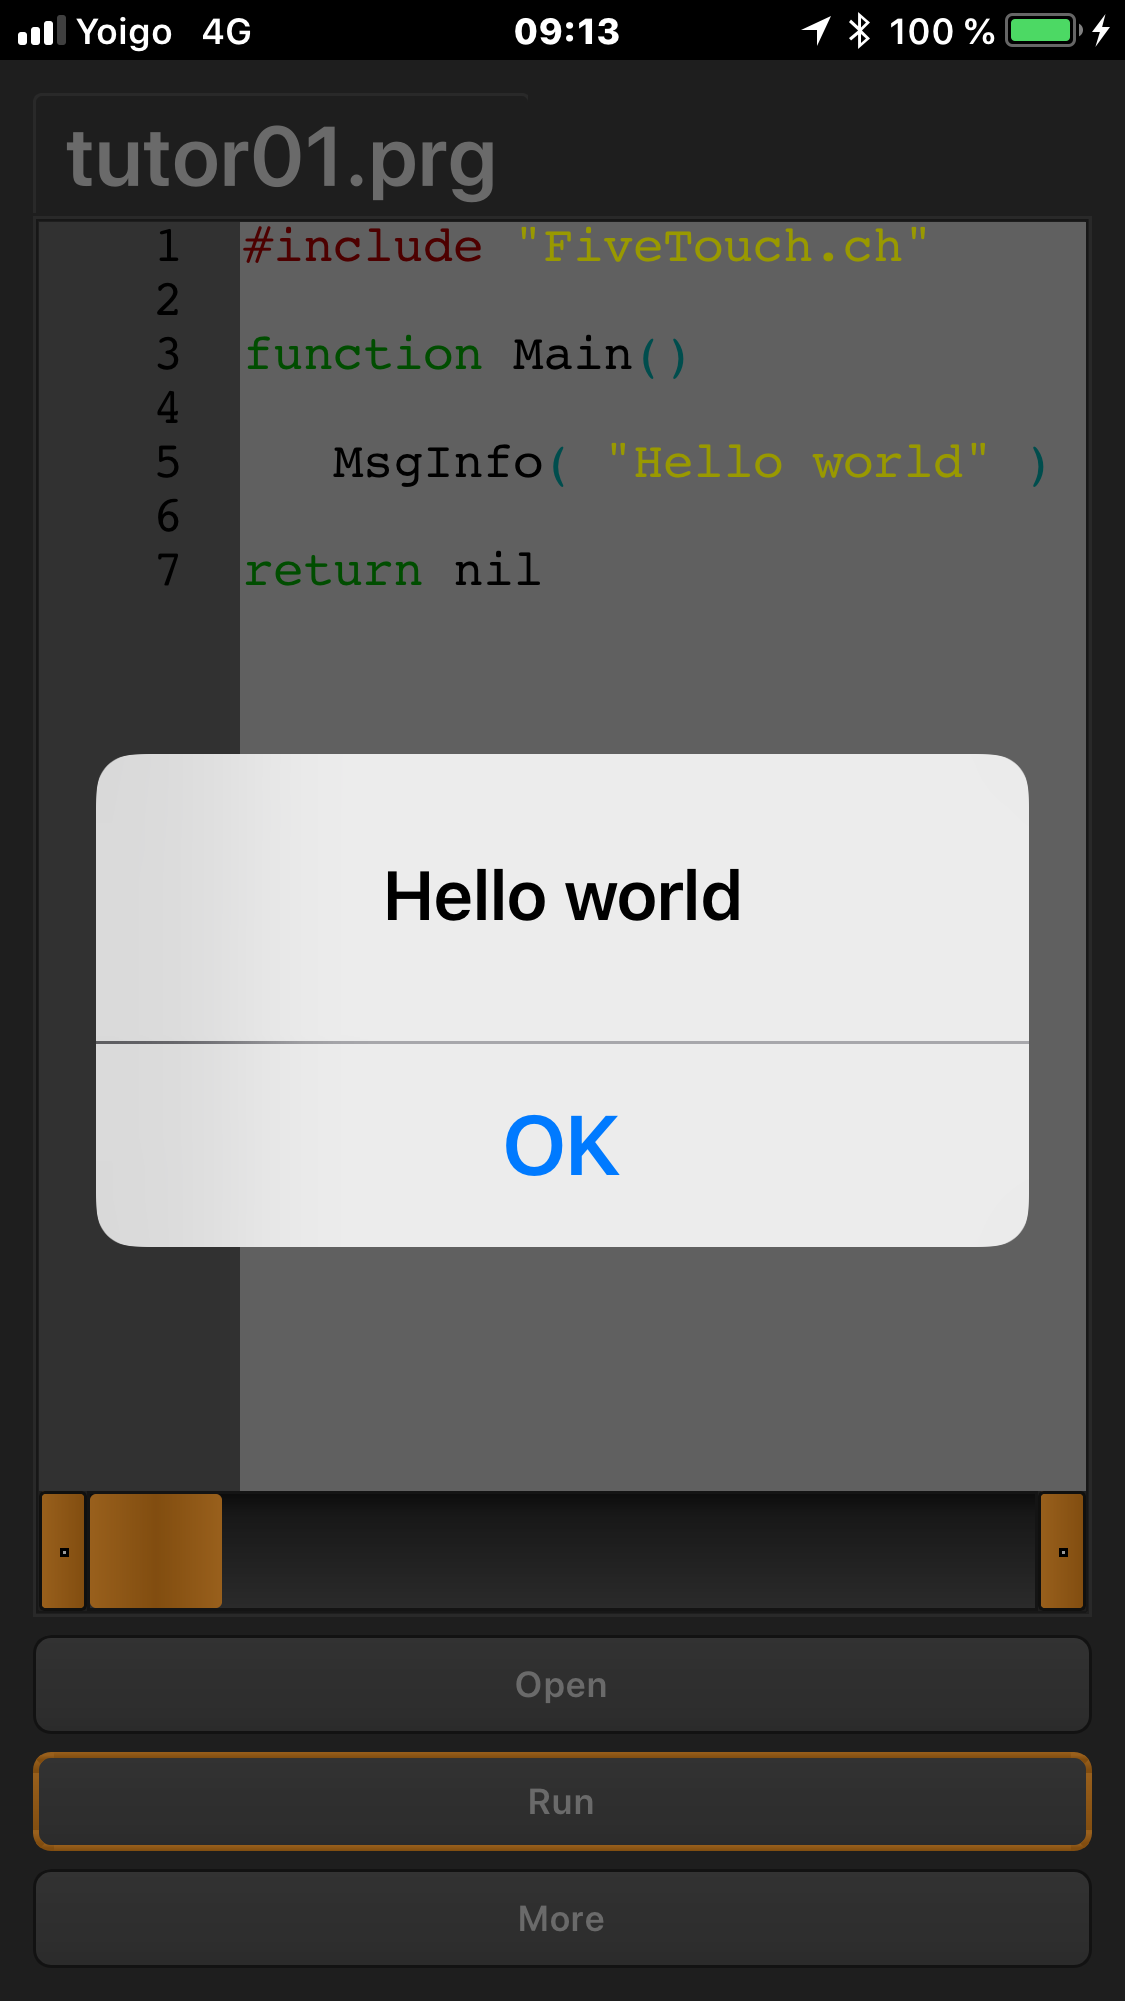 Yoigo 4G 09:13 100 %
tutor01.prg
1 #include "FiveTouch.ch"
2
3 function Main()
4
5 MsgInfo( "Hello world" )
6
7 return nil
Hello world
OK
Open
Run
More